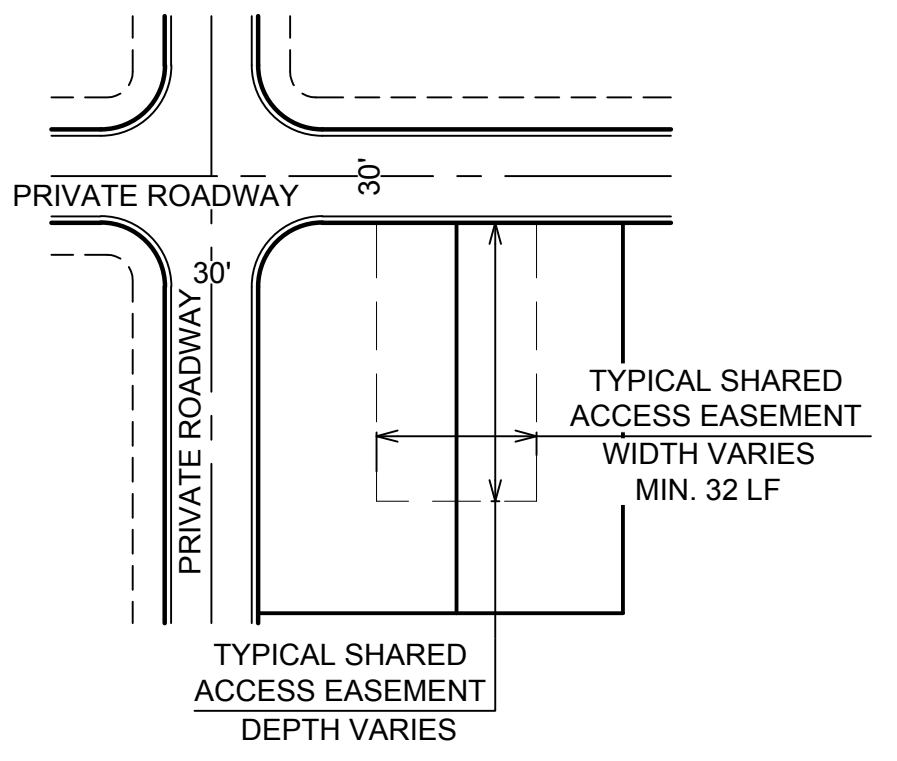 30'
PRIVATE ROADWAY
30'
PRIVATE ROADWAY
TYPICAL SHARED
ACCESS EASEMENT
WIDTH VARIES
MIN. 32 LF
TYPICAL SHARED
ACCESS EASEMENT
DEPTH VARIES